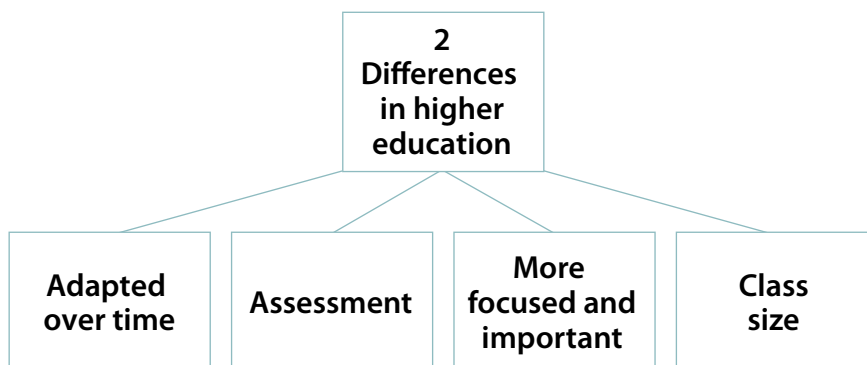 2
Differences
in higher
education
Adapted
over time
Assessment
More
focused and
important
Class
size